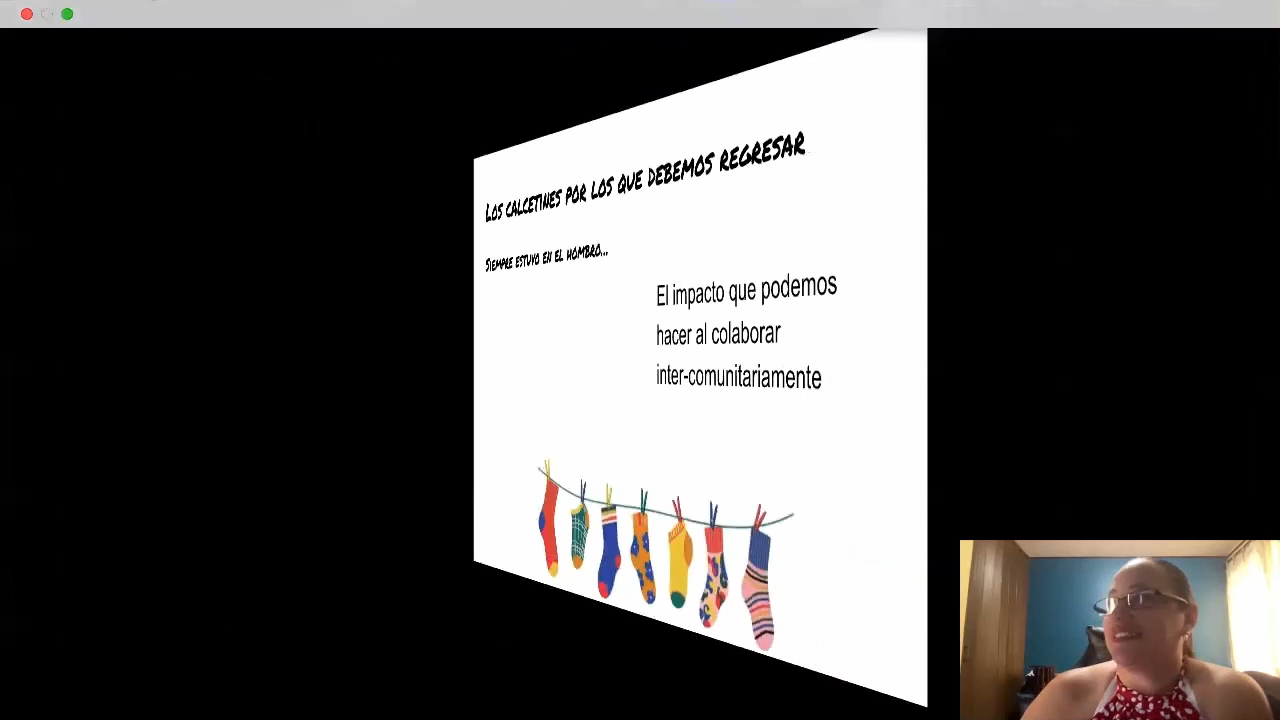 Los calcetines por los que debemos regresar
Siempre estuvo en el hombro...
El impacto que podemos
hacer al colaborar
inter-comunitariamente